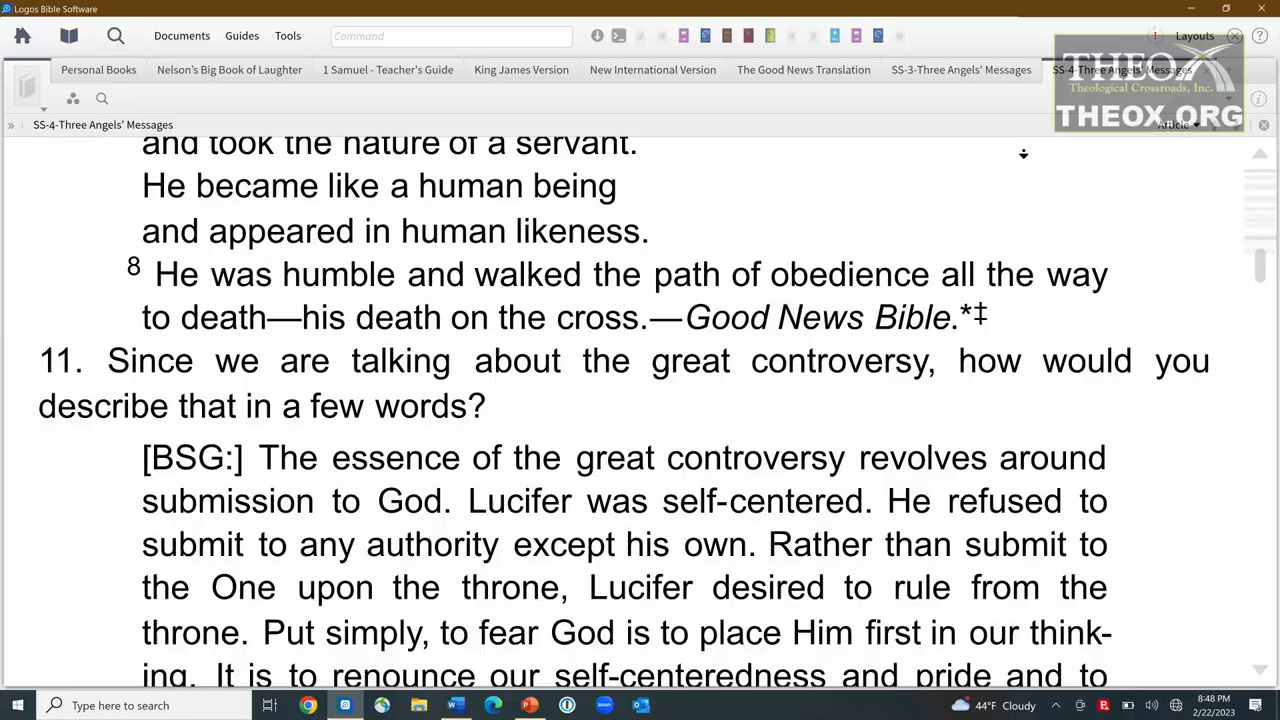 Logos Bible Software
Documents Guides Tools Command Layouts
Personal Books Nelson's Big Book of Laughter 1 Samuel King James Version New International Version The Good News Translation SS-3-Three Angels' Messages SS-4-Three Angels' Messages
THEOX
Theological Crossroads, Inc.
THEOX.ORG
SS-4-Three Angels' Messages Article
and took the nature of a servant.
He became like a human being
and appeared in human likeness.
8 He was humble and walked the path of obedience all the way
to death—his death on the cross.—Good News Bible.*‡
11. Since we are talking about the great controversy, how would you
describe that in a few words?
[BSG:] The essence of the great controversy revolves around
submission to God. Lucifer was self-centered. He refused to
submit to any authority except his own. Rather than submit to
the One upon the throne, Lucifer desired to rule from the
throne. Put simply, to fear God is to place Him first in our think-
ing. It is to renounce our self-centeredness and pride and to
Type here to search 44°F Cloudy 8:48 PM
2/22/2023